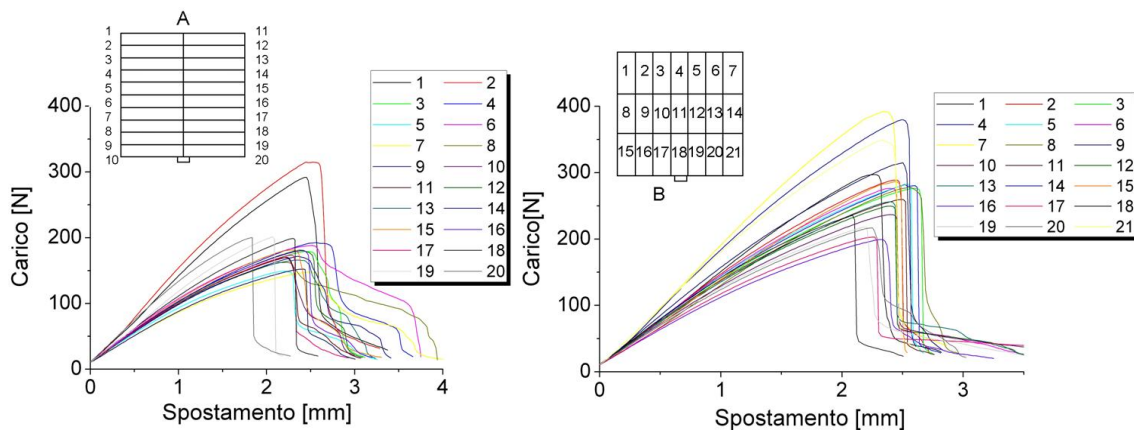 A
1 11
2 12
3 13
4 14
5 15
6 16
7 17
8 18
9 19
10 20
1 2
3 4
5 6
7 8
9 10
11 12
13 14
15 16
17 18
19 20
Carico [N]
400
300
200
100
0
0 1 2 3 4
Spostamento [mm]
1 2 3 4 5 6 7
8 9 10 11 12 13 14
15 16 17 18 19 20 21
B
1 2 3
4 5 6
7 8 9
10 11 12
13 14 15
16 17 18
19 20 21
Carico[N]
400
300
200
100
0
0 1 2 3
Spostamento [mm]